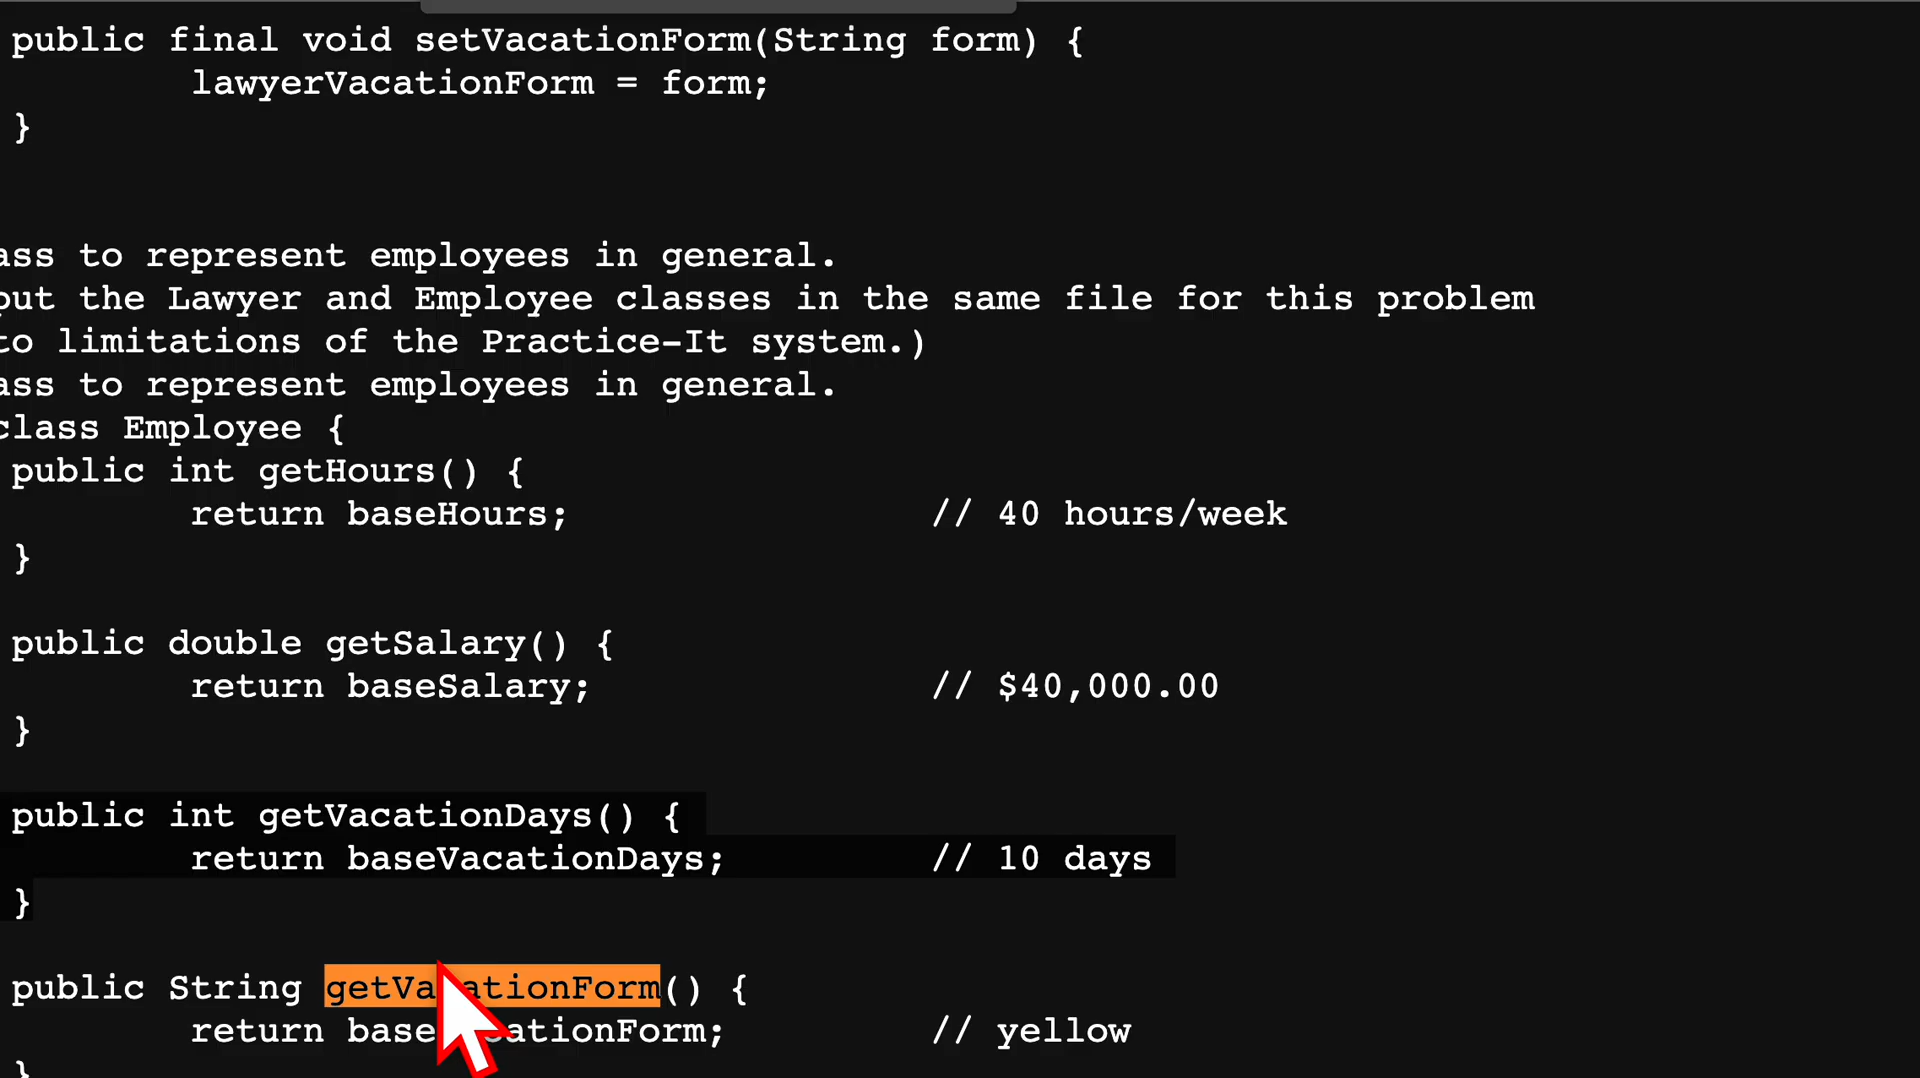 public final void setVacationForm(String form) {
lawyerVacationForm = form;
}
ass to represent employees in general.
put the Lawyer and Employee classes in the same file for this problem
to limitations of the Practice-It system.)
ass to represent employees in general.
class Employee {
public int getHours() {
return baseHours; // 40 hours/week
}
public double getSalary() {
return baseSalary; // $40,000.00
}
public int getVacationDays() {
return baseVacationDays; // 10 days
}
public String getVacationForm() {
return baseVacationForm; // yellow
}